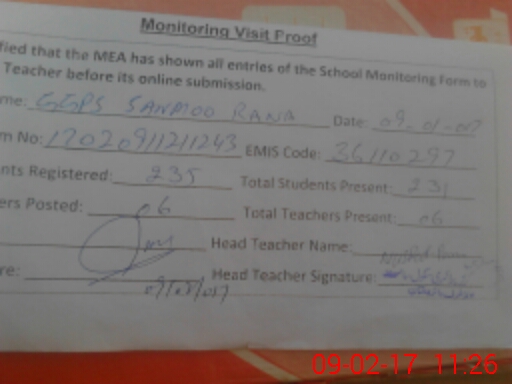 Monitoring Visit Proof
fied that the MEA has shown all entries of the School Monitoring Form to
Teacher before its online submission.
me: GGPS SANMOO RANA Date: 09-01-017
m No: 17020911211243 EMIS Code: 36110297
nts Registered: 235 Total Students Present: 231
ers Posted: 06 Total Teachers Present: 06
Head Teacher Name:
re: Head Teacher Signature:
09-02-17 11:26